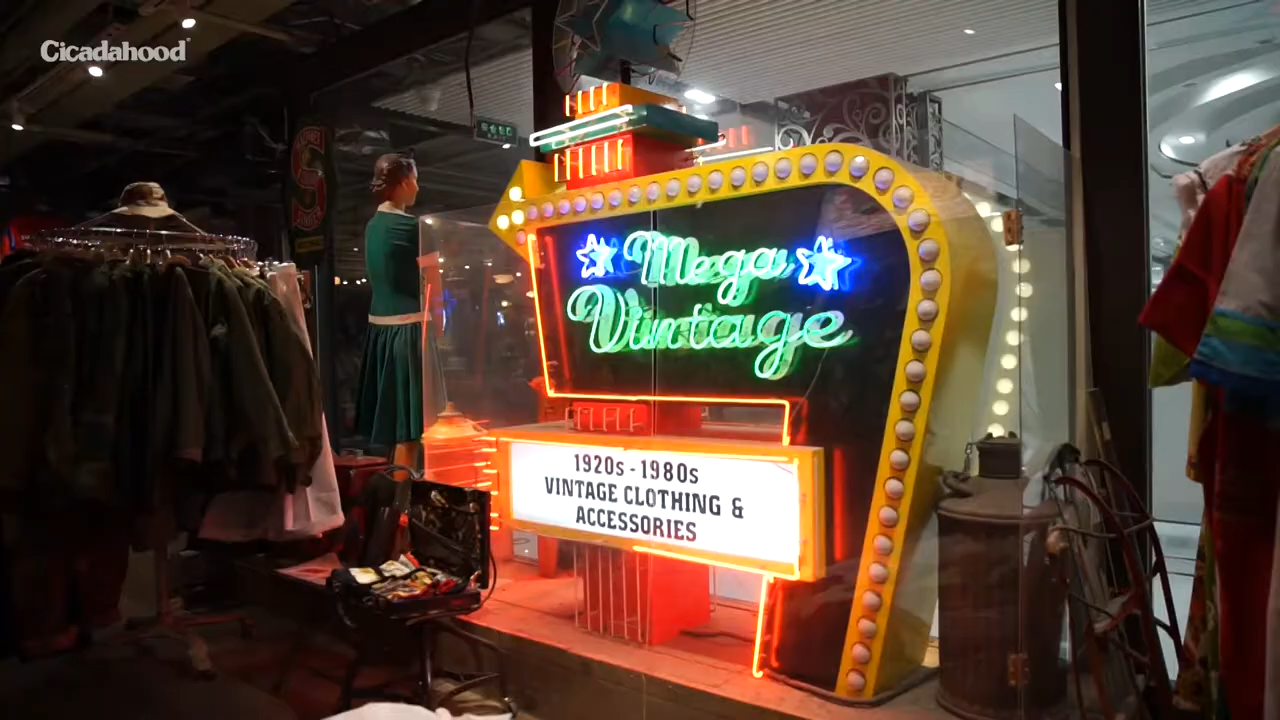 Cicadahood
Mega
Vintage
1920s - 1980s
VINTAGE CLOTHING &
ACCESSORIES
S